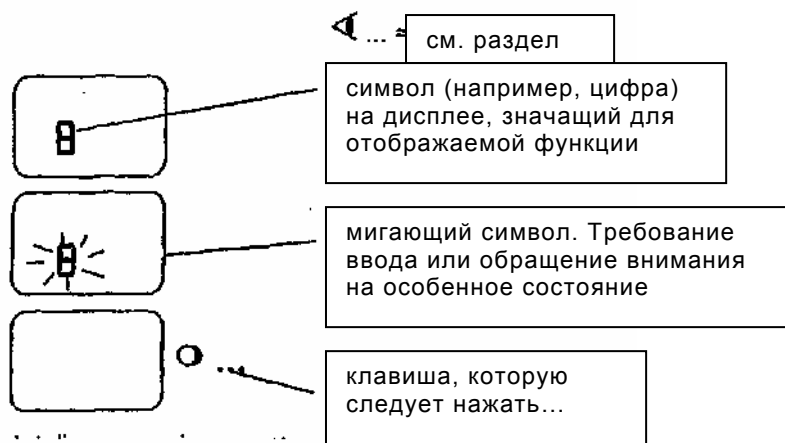 ... см. раздел
символ (например, цифра)
на дисплее, значащий для
отображаемой функции
мигающий символ. Требование
ввода или обращение внимания
на особенное состояние
...
клавиша, которую
следует нажать...